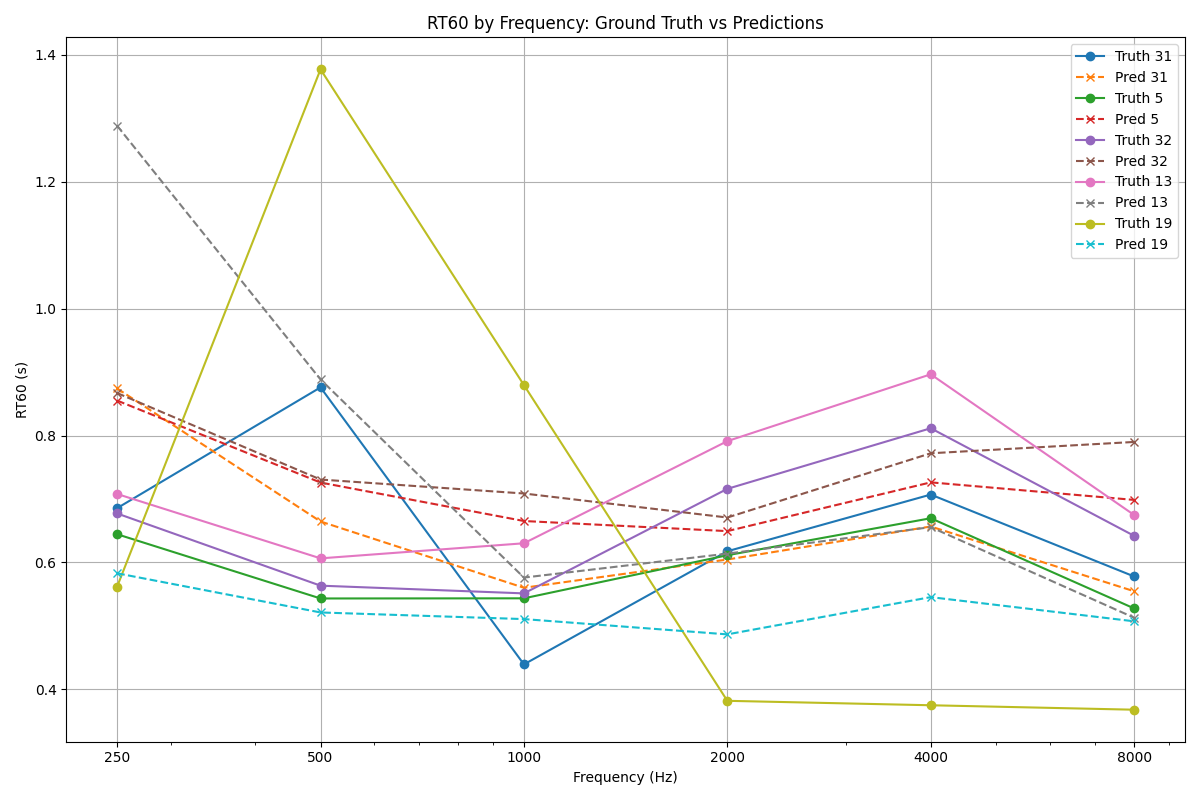 RT60 by Frequency: Ground Truth vs Predictions
1.4
1.2
1.0
0.8
0.6
0.4
RT60 (s)
250
500
1000
2000
4000
8000
Frequency (Hz)
Truth 31
Pred 31
Truth 5
Pred 5
Truth 32
Pred 32
Truth 13
Pred 13
Truth 19
Pred 19